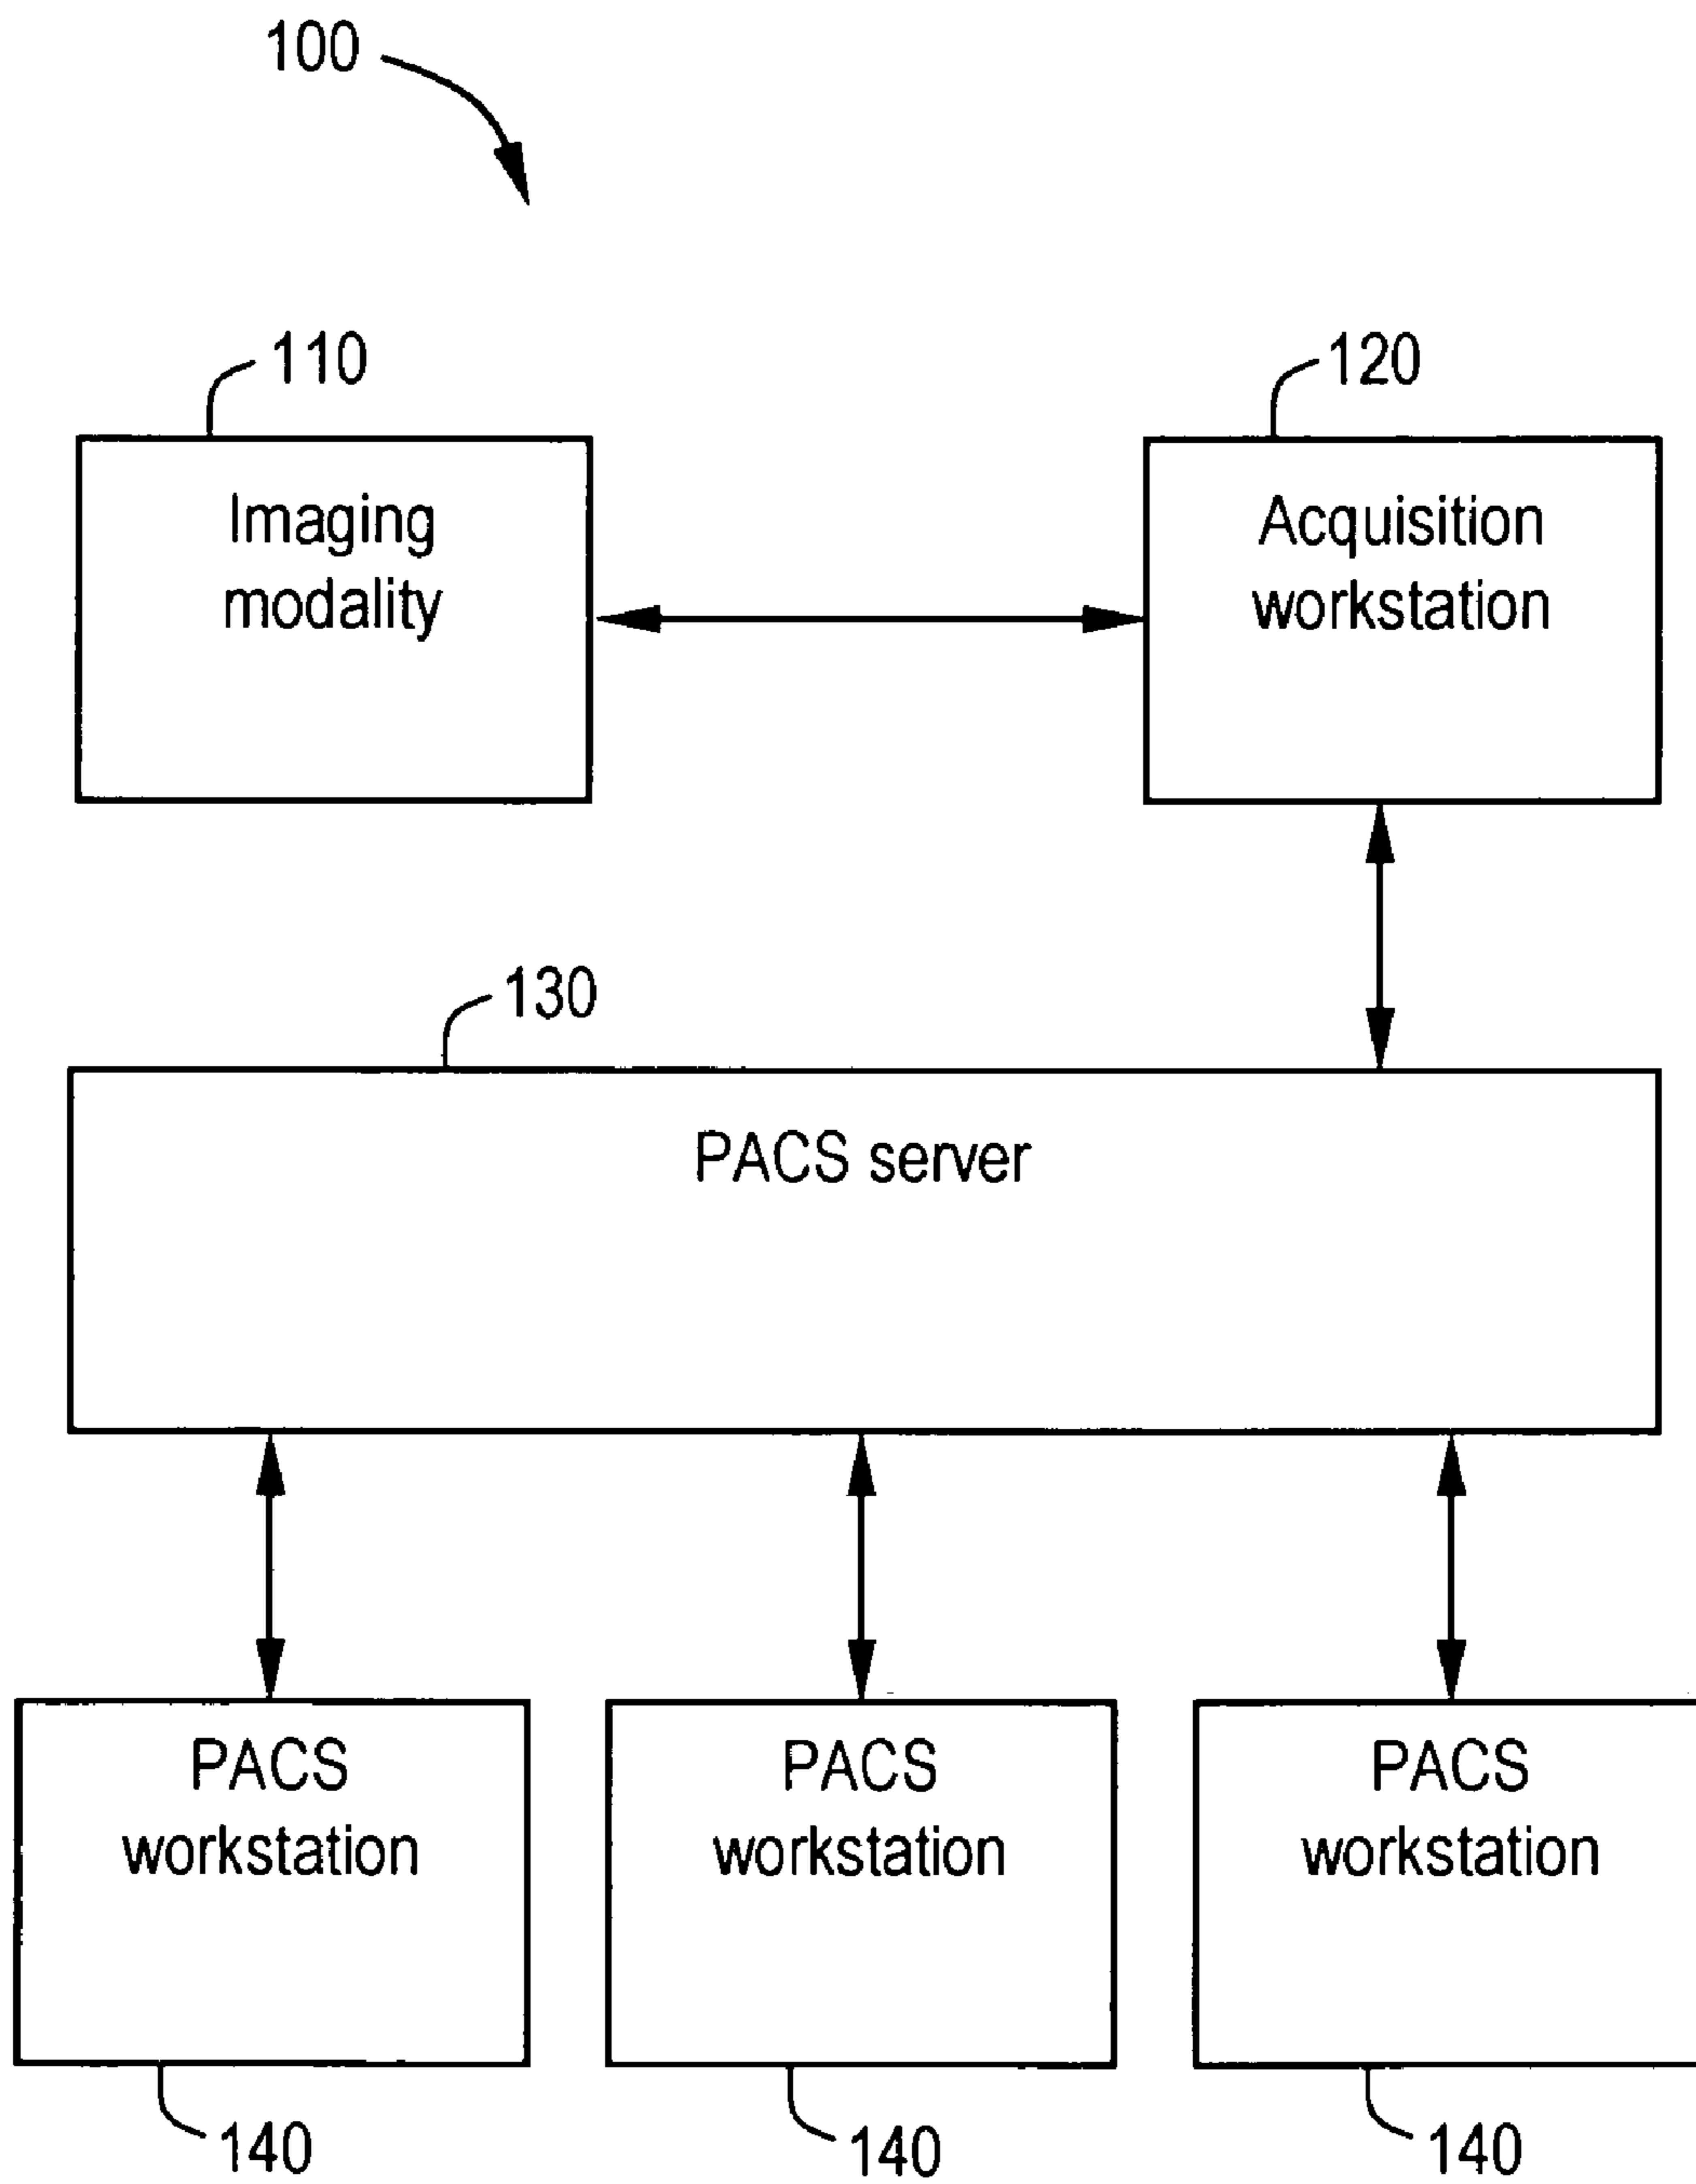 100
110
120
Imaging
modality
Acquisition
workstation
130
PACS server
PACS
workstation
PACS
workstation
PACS
workstation
140
140
140